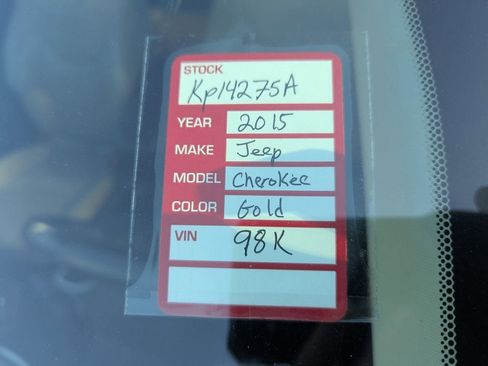 STOCK
Kp14275A
YEAR 2015
MAKE Jeep
MODEL Cherokee
COLOR Gold
VIN 98K